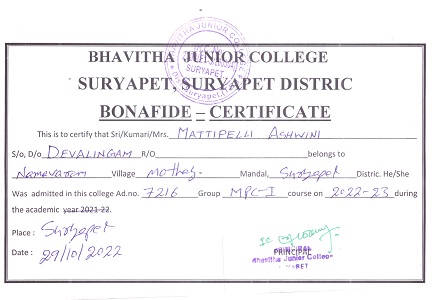 BHAVITHA JUNIOR COLLEGE
SURYAPET, SURYAPET DISTRIC
BONAFIDE – CERTIFICATE
This is to certify that Sri/Kumari/Mrs. MATTIPELLI ASHWINI
S/o, D/o DEVALINGAM R/O belongs to
Namavaram Village mothey Mandal, Suryapet Distric. He/She
Was admitted in this college Ad.no. 7216 Group MPC-I course on 2022-23 during
the academic year 2021-22.
Place : Suryapet
Date : 29/10/2022
PRINCIPAL
PRINCIPAL
Bhavitha Junior College
SURYAPET